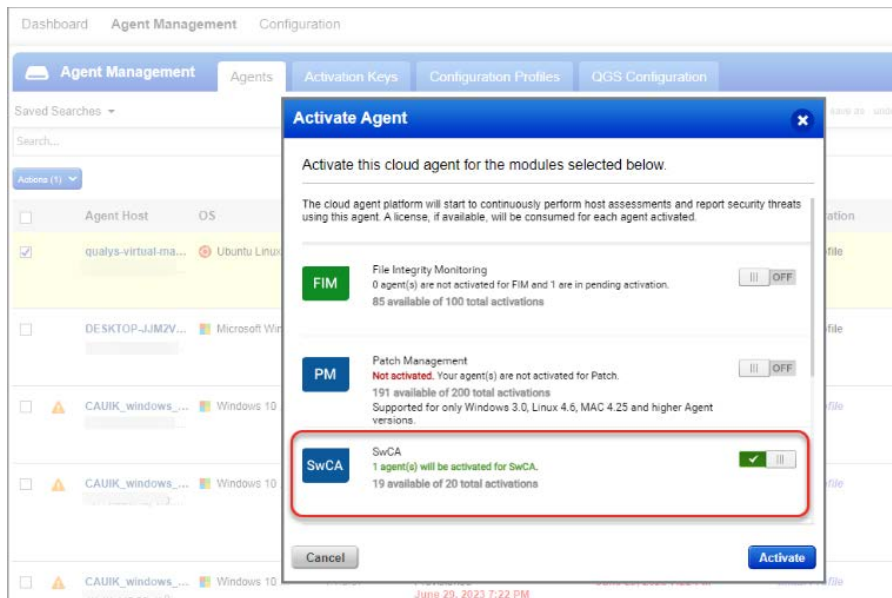 Dashboard Agent Management Configuration
Agent Management Agents Activation Keys Configuration Profiles QGS Configuration
Saved Searches
Search...
Actions (1)
Agent Host OS
qualys-virtual-ma... Ubuntu Linux
DESKTOP-JJM2V... Microsoft Win
CAUIK_windows_... Windows 10
CAUIK_windows_... Windows 10
CAUIK_windows_... Windows 10
June 29, 2023 7:22 PM
save as
Activate Agent
Activate this cloud agent for the modules selected below.
The cloud agent platform will start to continuously perform host assessments and report security threats
using this agent. A license, if available, will be consumed for each agent activated.
FIM
File Integrity Monitoring
0 agent(s) are not activated for FIM and 1 are in pending activation.
85 available of 100 total activations
OFF
PM
Patch Management
Not activated. Your agent(s) are not activated for Patch.
191 available of 200 total activations
Supported for only Windows 3.0, Linux 4.6, MAC 4.25 and higher Agent
versions.
OFF
SwCA
SwCA
1 agent(s) will be activated for SwCA.
19 available of 20 total activations
Cancel
Activate